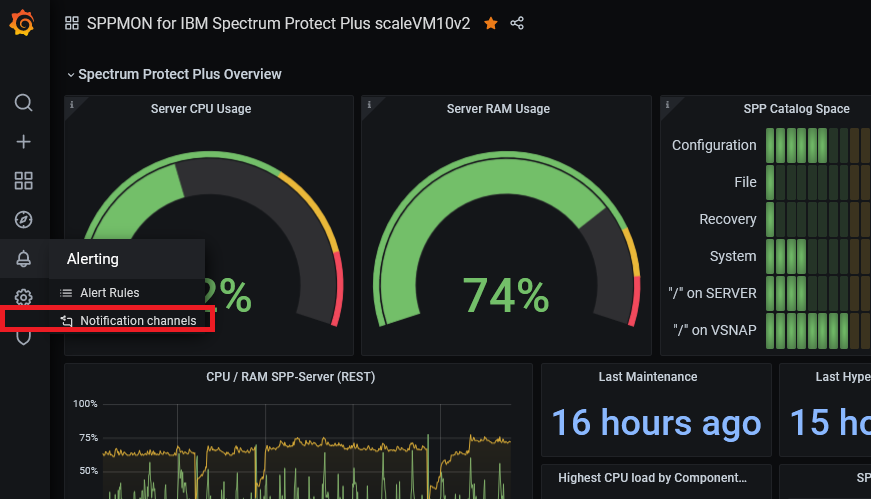 SPPMON for IBM Spectrum Protect Plus scaleVM10v2
Spectrum Protect Plus Overview
Server CPU Usage
Server RAM Usage
SPP Catalog Space
Configuration
File
Recovery
System
"/" on SERVER
"/" on VSNAP
Alerting
Alert Rules
Notification channels
2%
74%
CPU / RAM SPP-Server (REST)
100%
75%
50%
Last Maintenance
16 hours ago
Last Hype
15 ho
Highest CPU load by Component...
SP